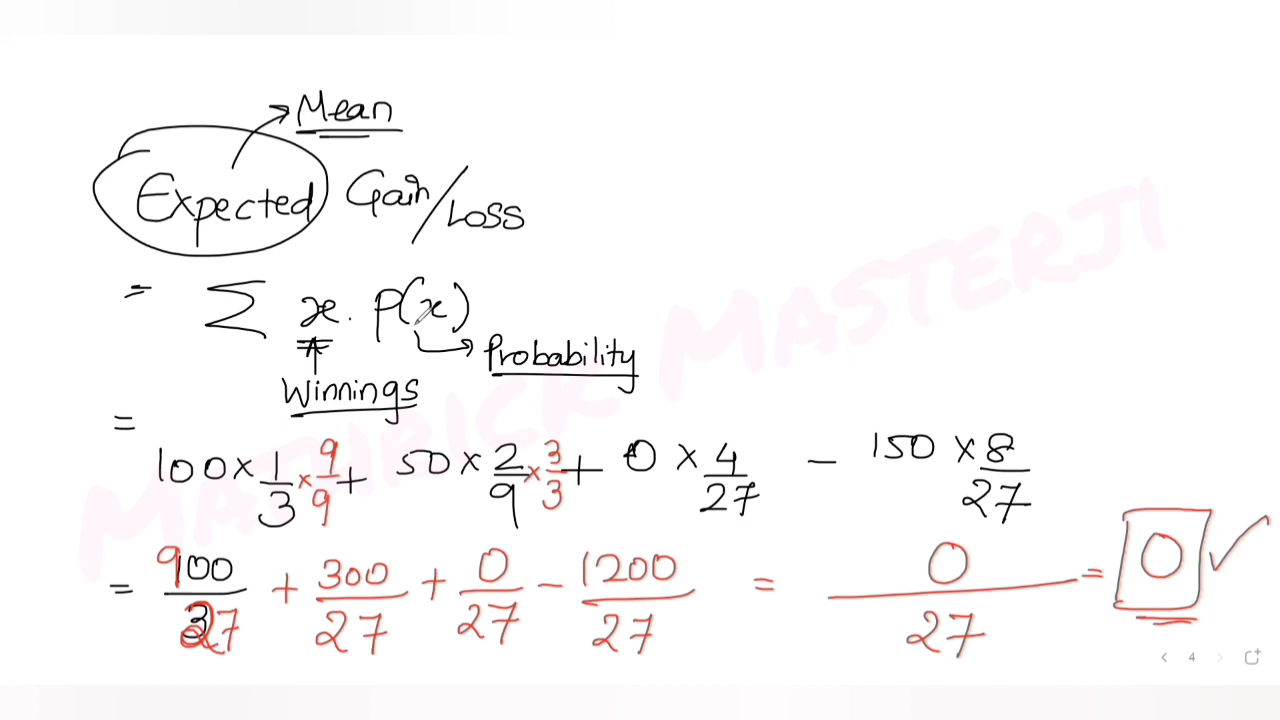 Mean
Expected Gain/Loss
= Σ x . P(x)
Probability
Winnings
=
100 × 1/3 × 9/9 + 50 × 2/9 × 3/3 + 0 × 4/27 - 150 × 8/27
= 900/27 + 300/27 + 0/27 - 1200/27 = 0/27 = 0 ✓
MATHRICK MASTERJI
< 4 >